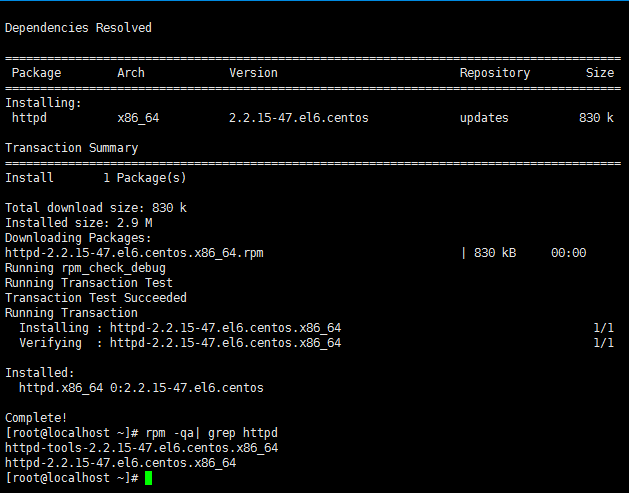 Dependencies Resolved
================================================================================
 Package        Arch            Version                          Repository        Size
================================================================================
Installing:
 httpd          x86_64          2.2.15-47.el6.centos             updates          830 k
Transaction Summary
================================================================================
Install       1 Package(s)
Total download size: 830 k
Installed size: 2.9 M
Downloading Packages:
httpd-2.2.15-47.el6.centos.x86_64.rpm                            | 830 kB     00:00
Running rpm_check_debug
Running Transaction Test
Transaction Test Succeeded
Running Transaction
  Installing : httpd-2.2.15-47.el6.centos.x86_64                                    1/1
  Verifying  : httpd-2.2.15-47.el6.centos.x86_64                                    1/1
Installed:
  httpd.x86_64 0:2.2.15-47.el6.centos
Complete!
[root@localhost ~]# rpm -qa| grep httpd
httpd-tools-2.2.15-47.el6.centos.x86_64
httpd-2.2.15-47.el6.centos.x86_64
[root@localhost ~]#